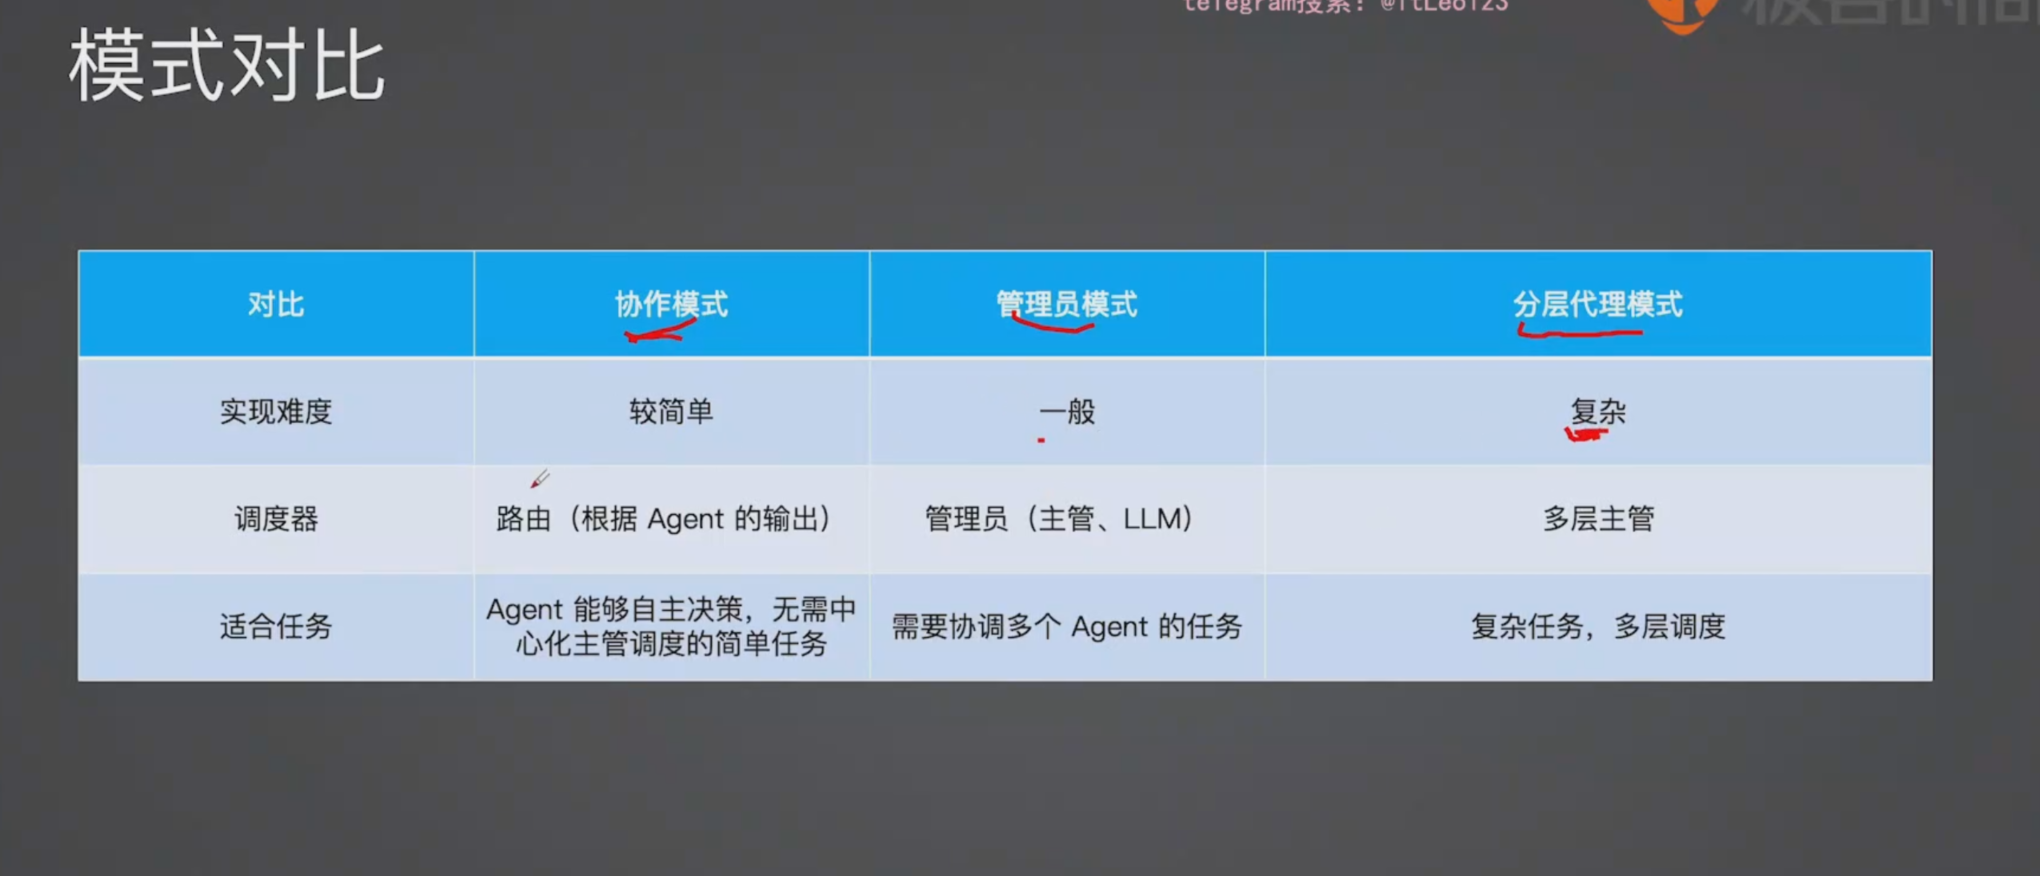 telegram搜索: @itLeo123
极客时间
模式对比
对比 协作模式 管理员模式 分层代理模式
实现难度 较简单 一般 复杂
调度器 路由（根据 Agent 的输出） 管理员（主管、LLM） 多层主管
适合任务 Agent 能够自主决策，无需中 需要协调多个 Agent 的任务 复杂任务，多层调度
心化主管调度的简单任务